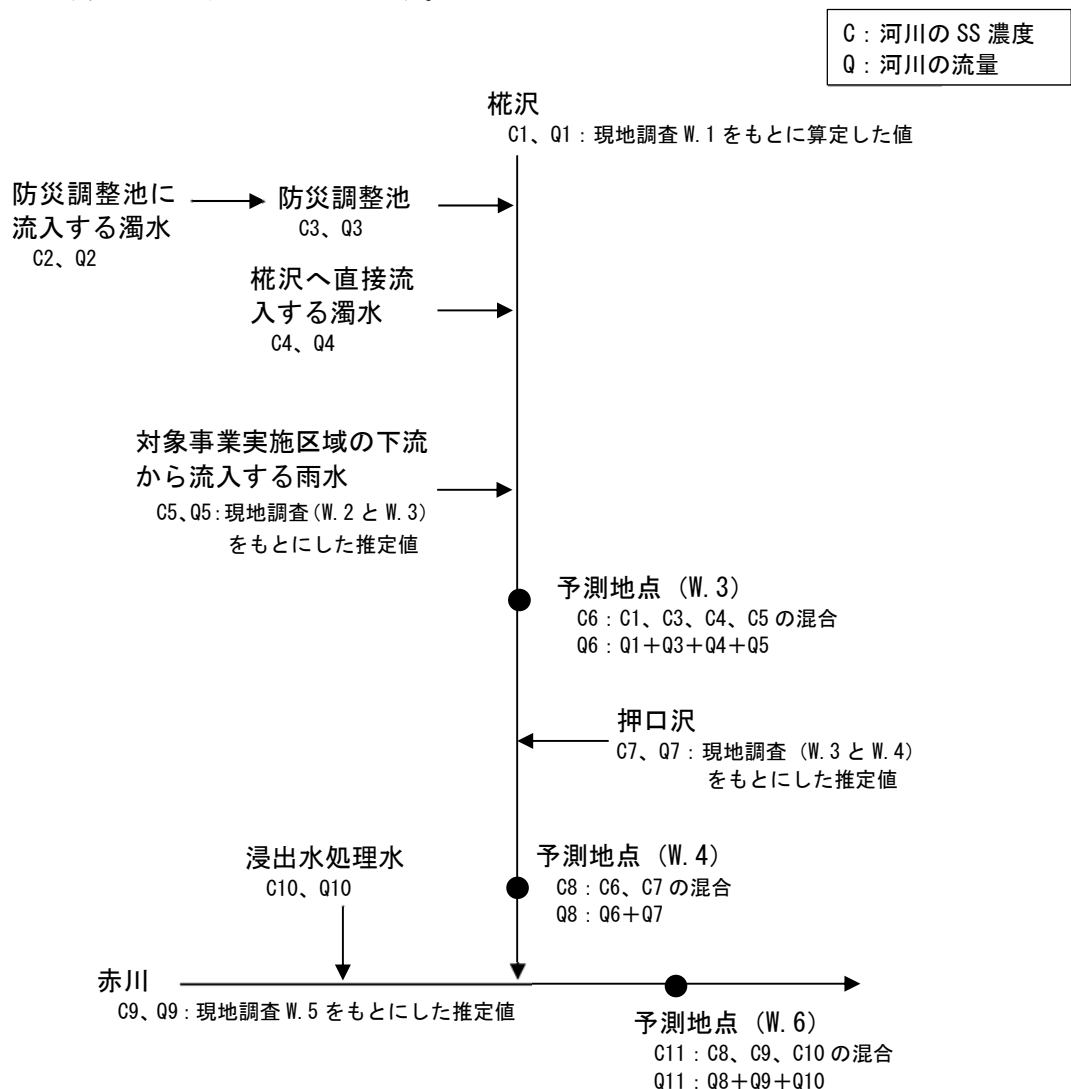 C：河川の SS 濃度
Q：河川の流量
椛沢
C1、Q1：現地調査 W.1 をもとに算定した値
防災調整池に
流入する濁水
C2、Q2
防災調整池
C3、Q3
椛沢へ直接流
入する濁水
C4、Q4
対象事業実施区域の下流
から流入する雨水
C5、Q5：現地調査（W.2 と W.3）
をもとにした推定値
予測地点（W.3）
C6：C1、C3、C4、C5 の混合
Q6：Q1＋Q3＋Q4＋Q5
押口沢
C7、Q7：現地調査（W.3 と W.4）
をもとにした推定値
浸出水処理水
C10、Q10
予測地点（W.4）
C8：C6、C7 の混合
Q8：Q6＋Q7
赤川
C9、Q9：現地調査 W.5 をもとにした推定値
予測地点（W.6）
C11：C8、C9、C10 の混合
Q11：Q8＋Q9＋Q10